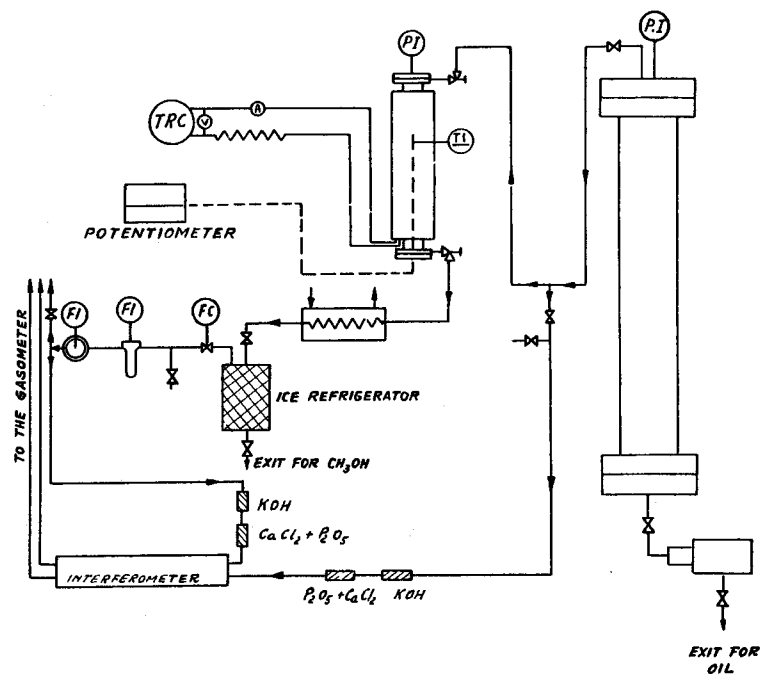 PI
P.I
TRC
A
V
TI
POTENTIOMETER
FI
FI
FC
TO THE GASOMETER
ICE REFRIGERATOR
EXIT FOR CH₃OH
KOH
CaCl₂ + P₂O₅
INTERFEROMETER
P₂O₅ + CaCl₂ KOH
EXIT FOR
OIL